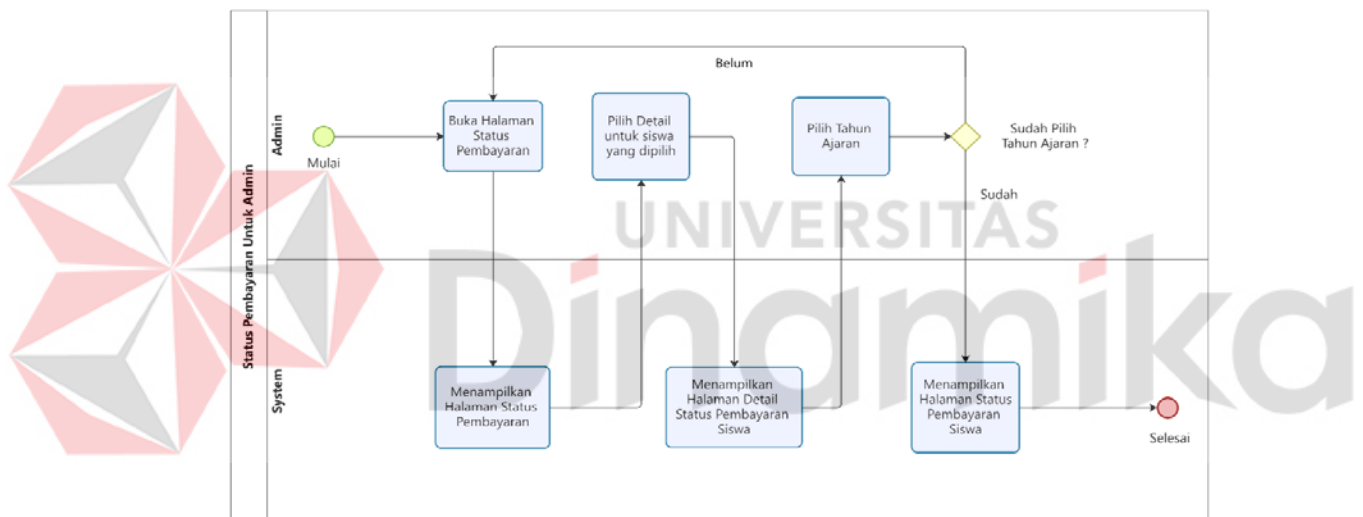 Status Pembayaran Untuk Admin
Admin
System
Mulai
Buka Halaman
Status
Pembayaran
Pilih Detail
untuk siswa
yang dipilih
Belum
Pilih Tahun
Ajaran
Sudah Pilih
Tahun Ajaran ?
Sudah
UNIVERSITAS
Dinamika
Menampilkan
Halaman Status
Pembayaran
Menampilkan
Halaman Detail
Status Pembayaran
Siswa
Menampilkan
Halaman Status
Pembayaran
Siswa
Selesai